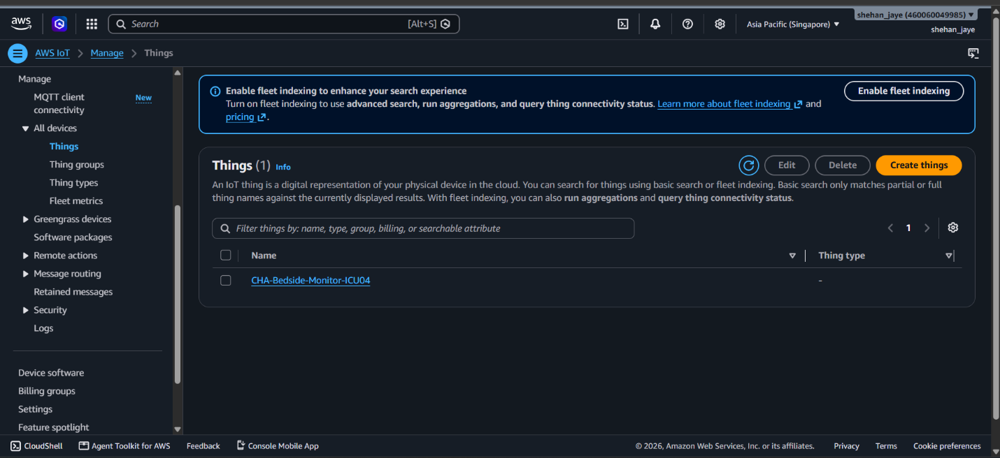 aws
Search [Alt+S]
Asia Pacific (Singapore)
shehan_jaye (460060049985)
shehan_jaye
AWS IoT
Manage
Things
Manage
MQTT client
connectivity
New
All devices
Things
Thing groups
Thing types
Fleet metrics
Greengrass devices
Software packages
Remote actions
Message routing
Retained messages
Security
Logs
Device software
Billing groups
Settings
Feature spotlight
Enable fleet indexing to enhance your search experience
Turn on fleet indexing to use advanced search, run aggregations, and query thing connectivity status. Learn more about fleet indexing and
pricing .
Enable fleet indexing
Things (1) Info
Edit
Delete
Create things
An IoT thing is a digital representation of your physical device in the cloud. You can search for things using basic search or fleet indexing. Basic search only matches partial or full
thing names against the currently displayed results. With fleet indexing, you can also run aggregations and query thing connectivity status.
Filter things by: name, type, group, billing, or searchable attribute
1
Name
Thing type
CHA-Bedside-Monitor-ICU04
-
CloudShell
Agent Toolkit for AWS
Feedback
Console Mobile App
© 2026, Amazon Web Services, Inc. or its affiliates.
Privacy
Terms
Cookie preferences